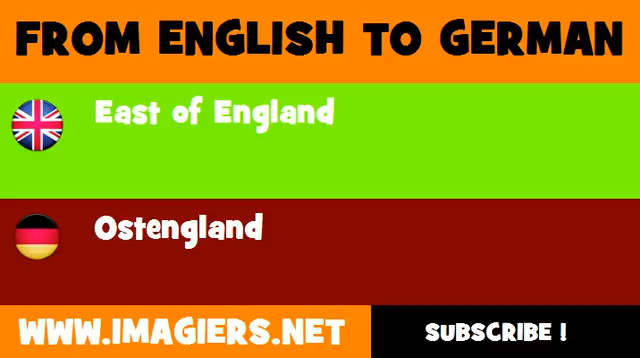 FROM ENGLISH TO GERMAN
East of England
Ostengland
WWW.IMAGIERS.NET
SUBSCRIBE !